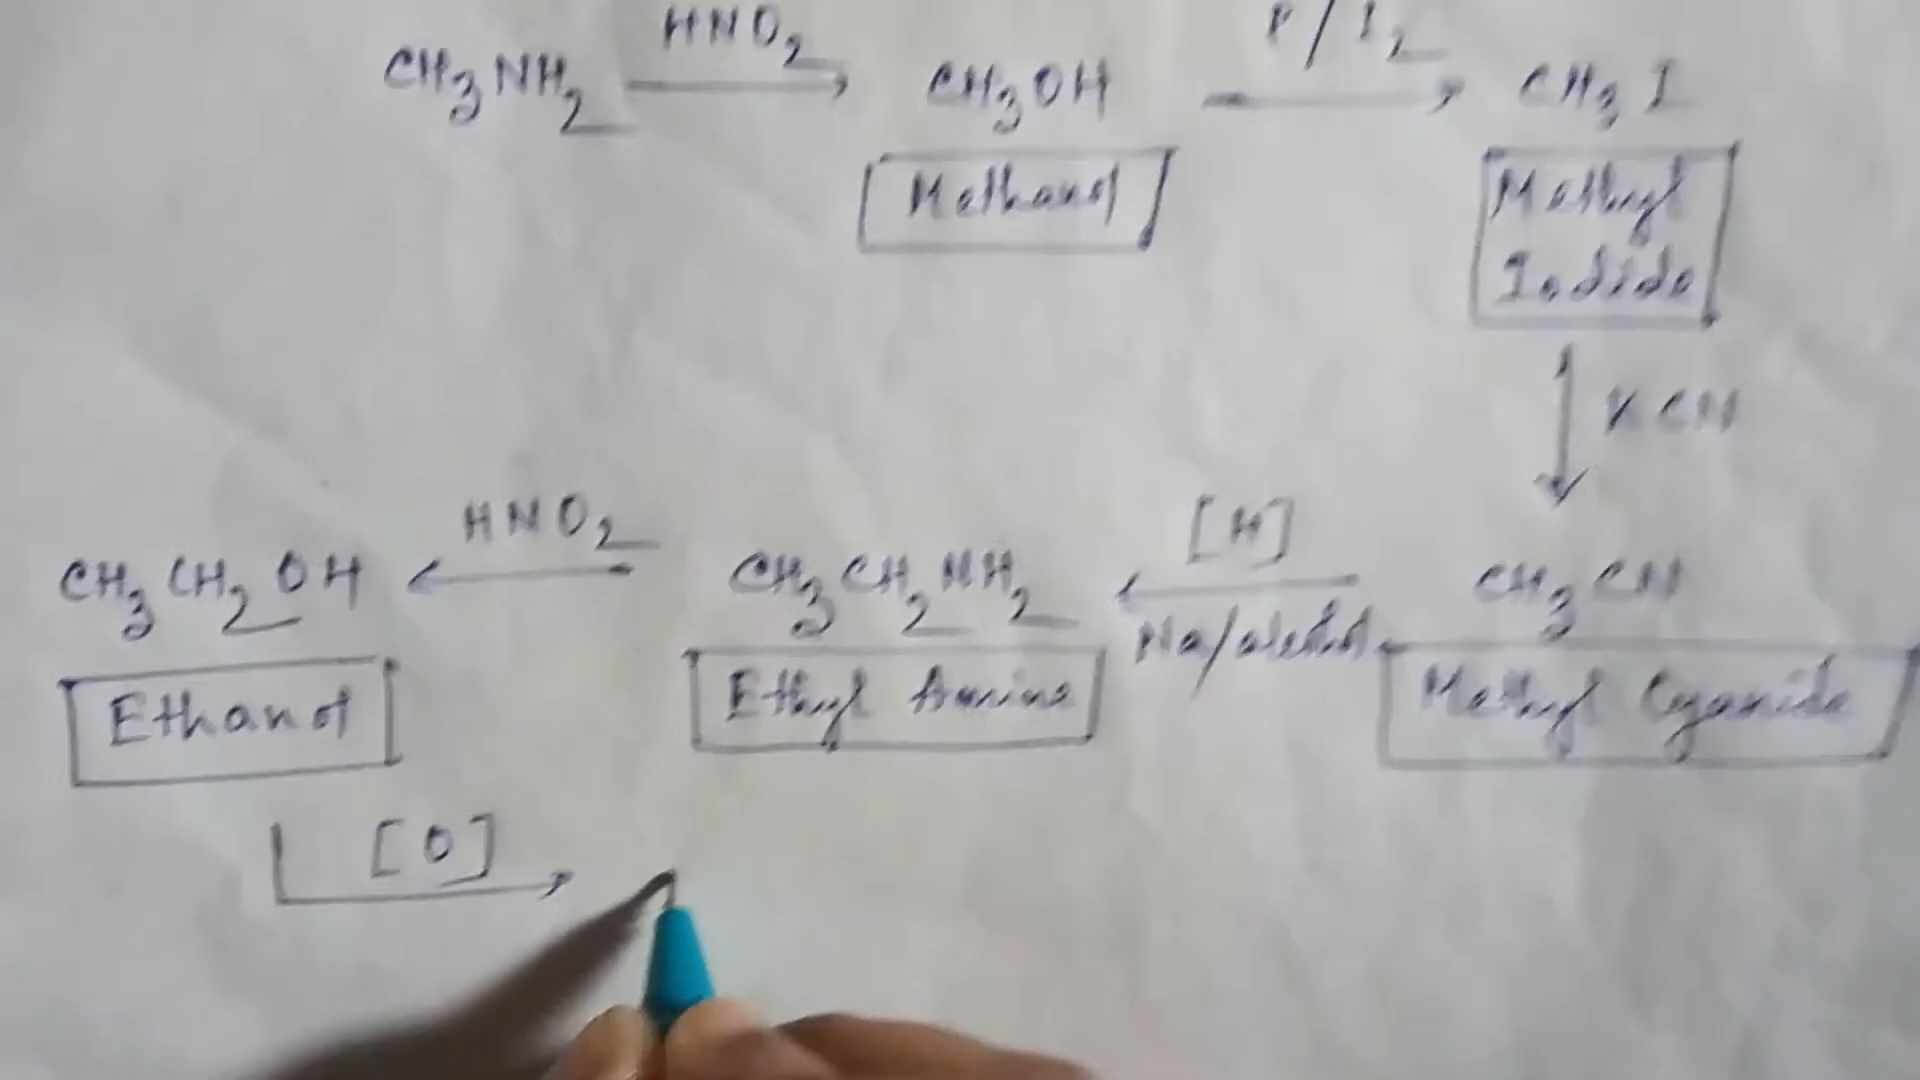 CH3NH2 HNO2 → CH3OH P/I2 → CH3I
Methanol
Methyl
Iodide
↓ KCN
CH3CH2OH ← HNO2 CH3CH2NH2 ← [H] Na/alcohol CH3CN
Ethanol Ethyl Amine Methyl Cyanide
[O] →